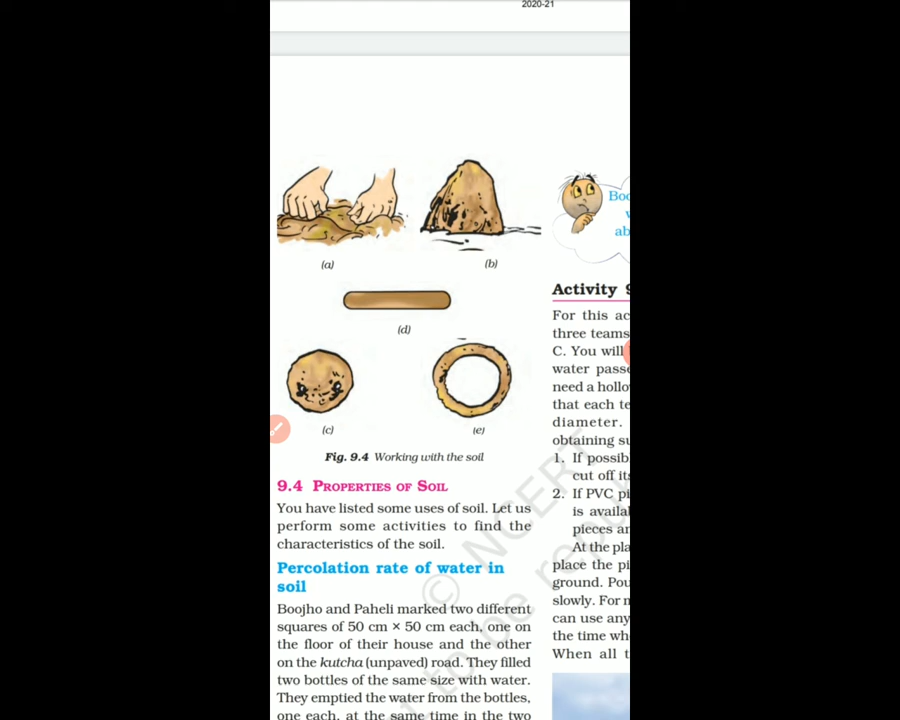 2020-21
(a)
(b)
(d)
(c)
(e)
Fig. 9.4 Working with the soil
9.4 PROPERTIES OF SOIL
You have listed some uses of soil. Let us
perform some activities to find the
characteristics of the soil.
Percolation rate of water in
soil
Boojho and Paheli marked two different
squares of 50 cm × 50 cm each, one on
the floor of their house and the other
on the kutcha (unpaved) road. They filled
two bottles of the same size with water.
They emptied the water from the bottles,
one each, at the same time in the two
Activity
For this ac
three teams
C. You will
water passe
need a hollo
that each te
diameter.
obtaining su
1. If possib
cut off its
2. If PVC pi
is availa
pieces an
At the pla
place the pi
ground. Pou
slowly. For m
can use any
the time wh
When all t
© NCERT
to be repu